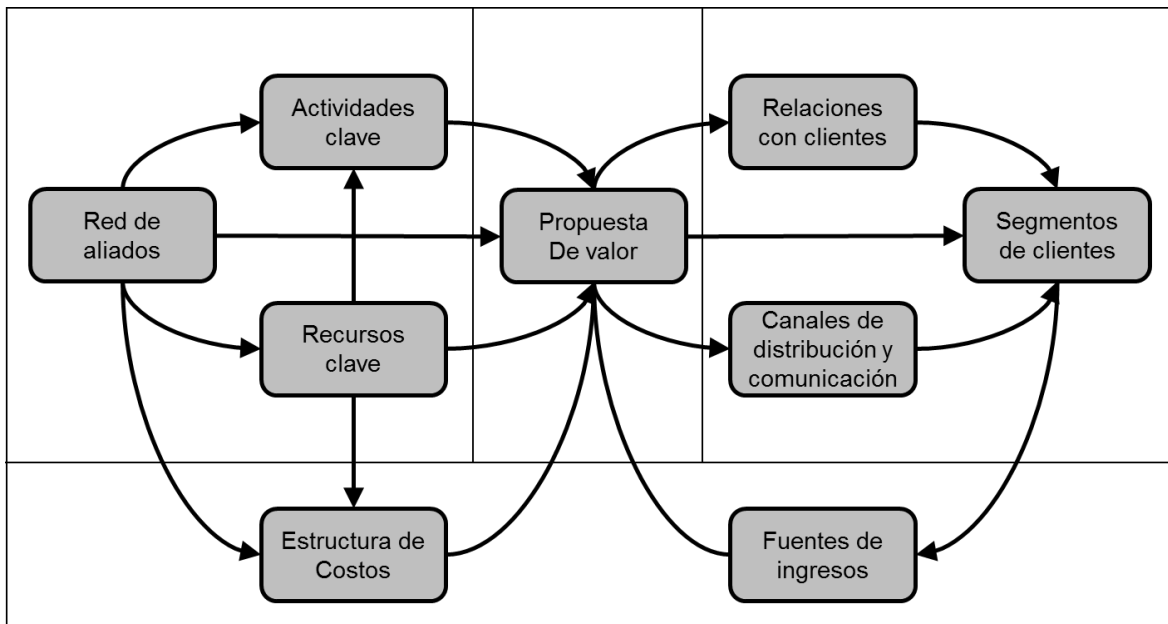 Actividades
clave
Relaciones
con clientes
Red de
aliados
Propuesta
De valor
Segmentos
de clientes
Recursos
clave
Canales de
distribución y
comunicación
Estructura de
Costos
Fuentes de
ingresos